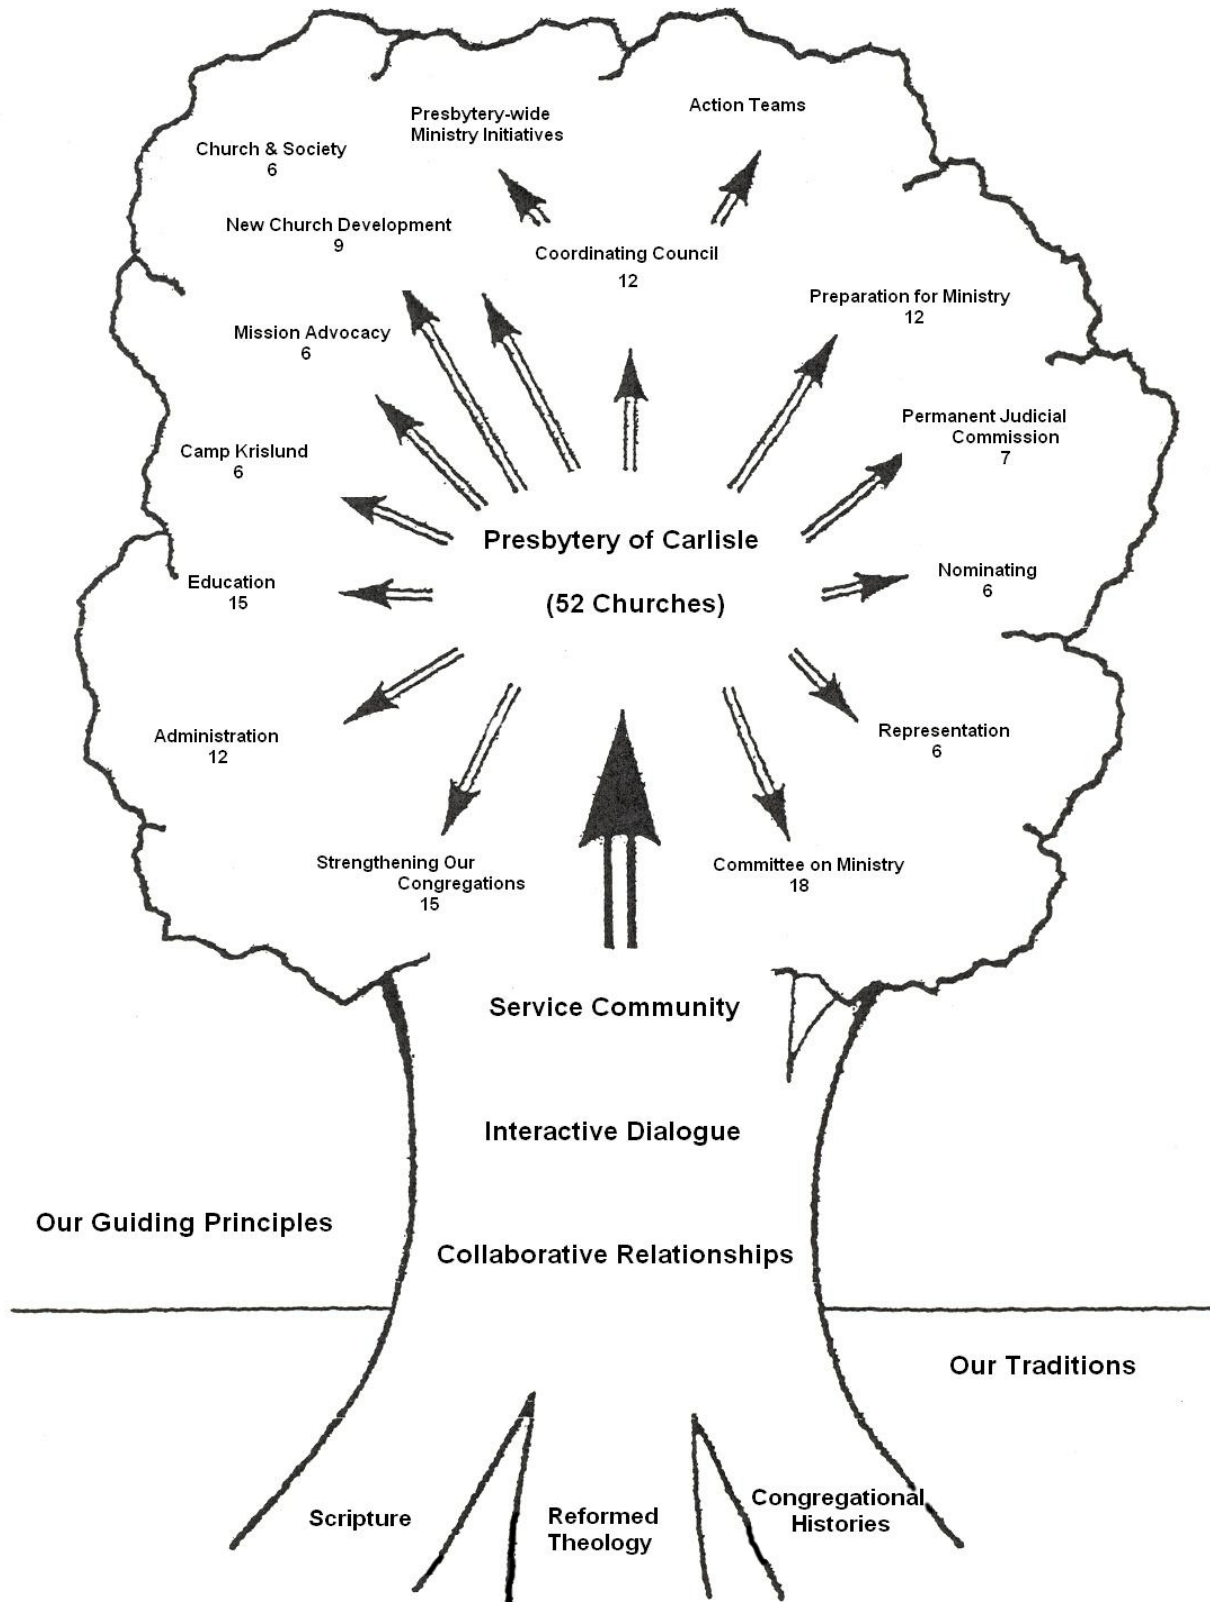 Action Teams
Presbytery-wide
Ministry Initiatives
Church & Society
6
New Church Development
9
Coordinating Council
12
Preparation for Ministry
12
Mission Advocacy
6
Permanent Judicial
Commission
7
Camp Krislund
6
Presbytery of Carlisle
(52 Churches)
Education
15
Nominating
6
Administration
12
Representation
6
Strengthening Our
Congregations
15
Committee on Ministry
18
Service Community
Interactive Dialogue
Our Guiding Principles
Collaborative Relationships
Our Traditions
Scripture
Reformed
Theology
Congregational
Histories